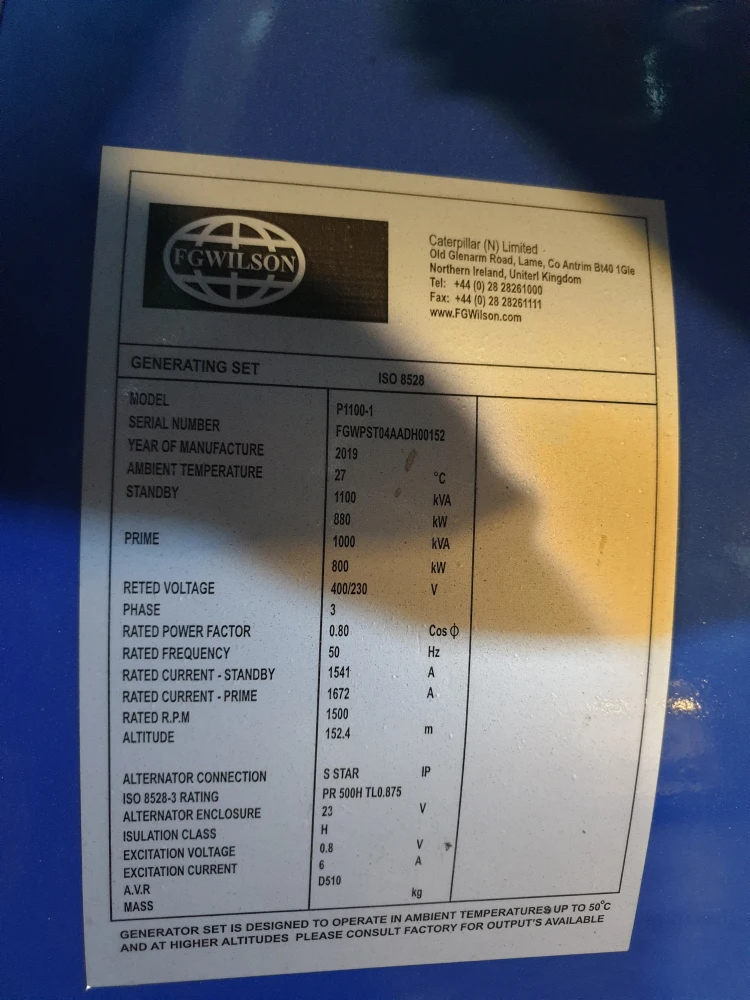 FGWILSON
Caterpillar (N) Limited
Old Glenarm Road, Lame, Co Antrim Bt40 1Gle
Northern Ireland, Uniterl Kingdom
Tel: +44 (0) 28 28261000
Fax: +44 (0) 28 28261111
www.FGWilson.com
GENERATING SET ISO 8528
MODEL P1100-1
SERIAL NUMBER FGWPST04AADH00152
YEAR OF MANUFACTURE 2019
AMBIENT TEMPERATURE 27 °C
STANDBY 1100 kVA
880 kW
PRIME 1000 kVA
800 kW
RETED VOLTAGE 400/230 V
PHASE 3
RATED POWER FACTOR 0.80 Cos Φ
RATED FREQUENCY 50 Hz
RATED CURRENT - STANDBY 1541 A
RATED CURRENT - PRIME 1672 A
RATED R.P.M 1500
ALTITUDE 152.4 m
ALTERNATOR CONNECTION S STAR IP
ISO 8528-3 RATING PR 500H TL0.875
ALTERNATOR ENCLOSURE 23 V
ISULATION CLASS H
EXCITATION VOLTAGE 0.8 V
EXCITATION CURRENT 6 A
A.V.R D510
MASS kg
GENERATOR SET IS DESIGNED TO OPERATE IN AMBIENT TEMPERATURES UP TO 50°C
AND AT HIGHER ALTITUDES PLEASE CONSULT FACTORY FOR OUTPUT'S AVAILABLE